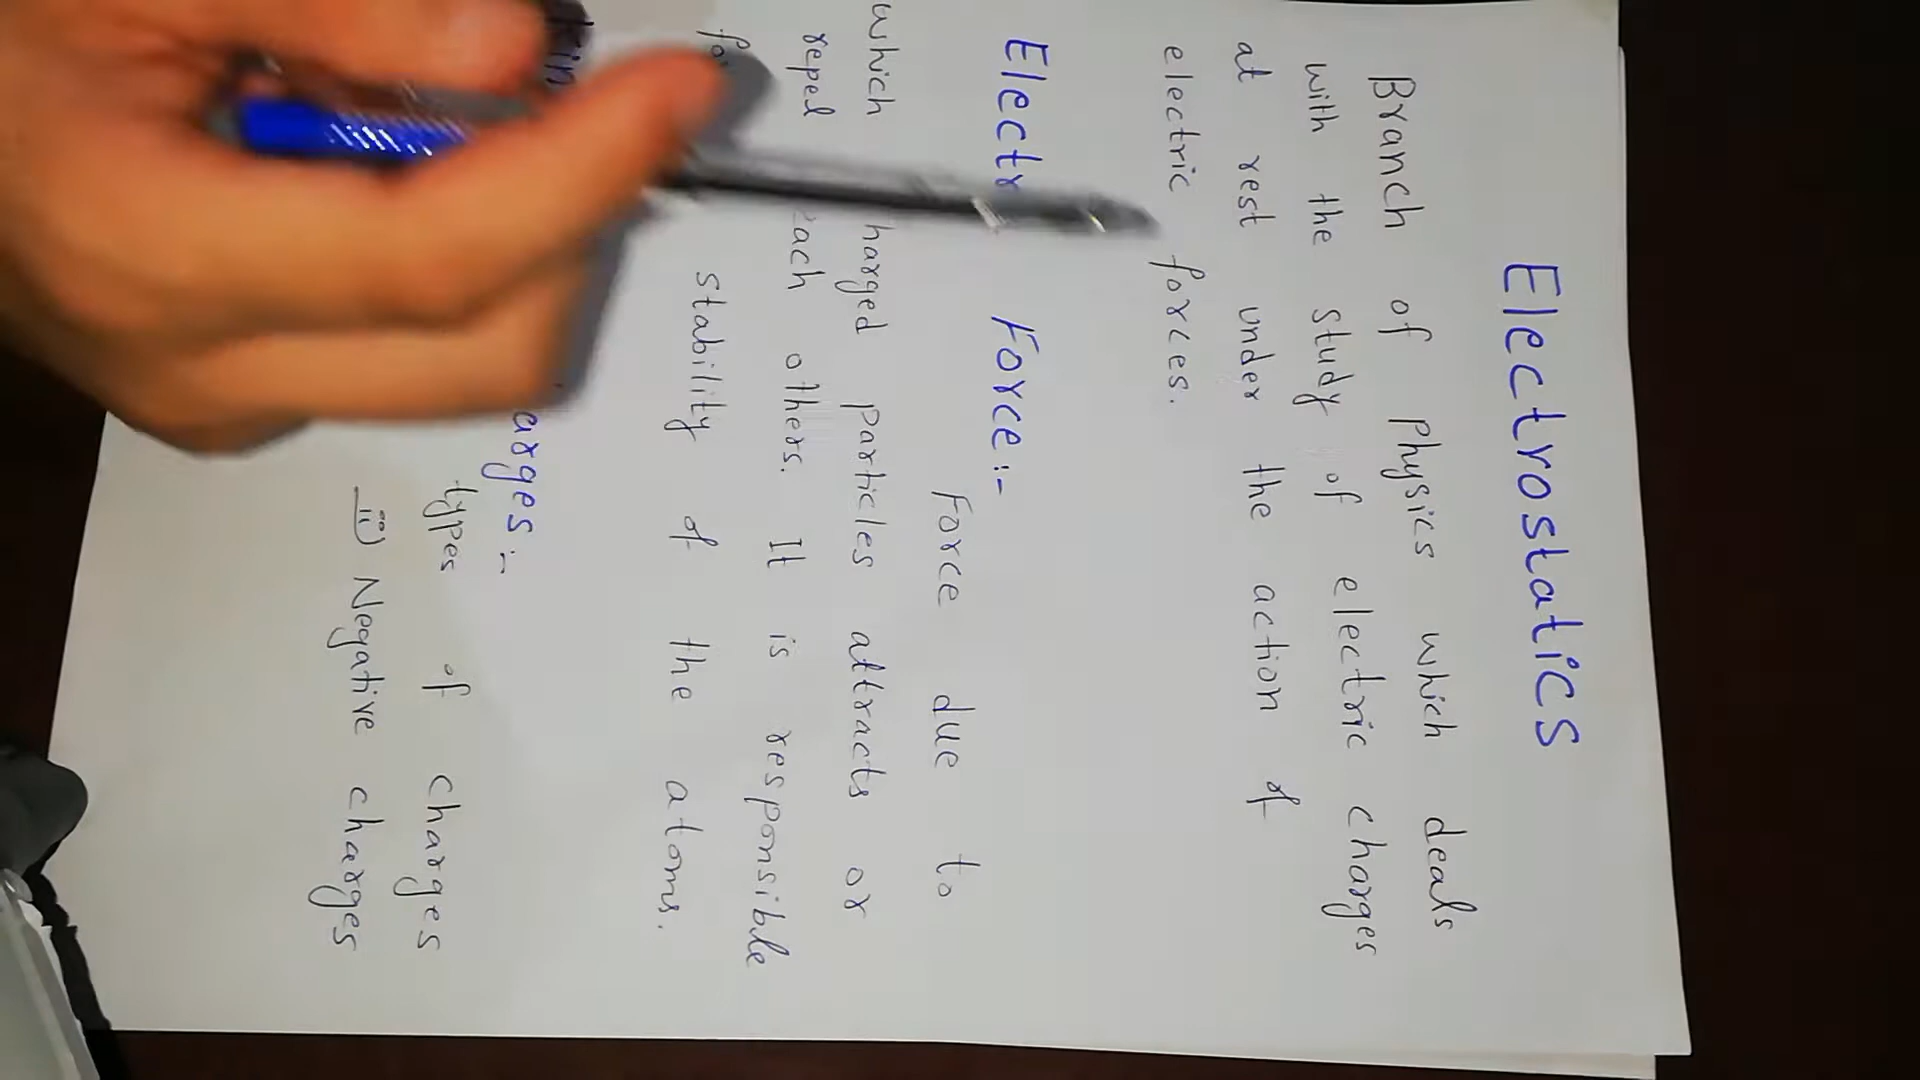 Electrostatics
Branch of Physics which deals
with the study of electric charges
at rest under the action of
electric forces.
Force:-
Force due to
which particles attracts or
repel each others. It is responsible
stability of the atoms.
types of charges
ii) Negative charges